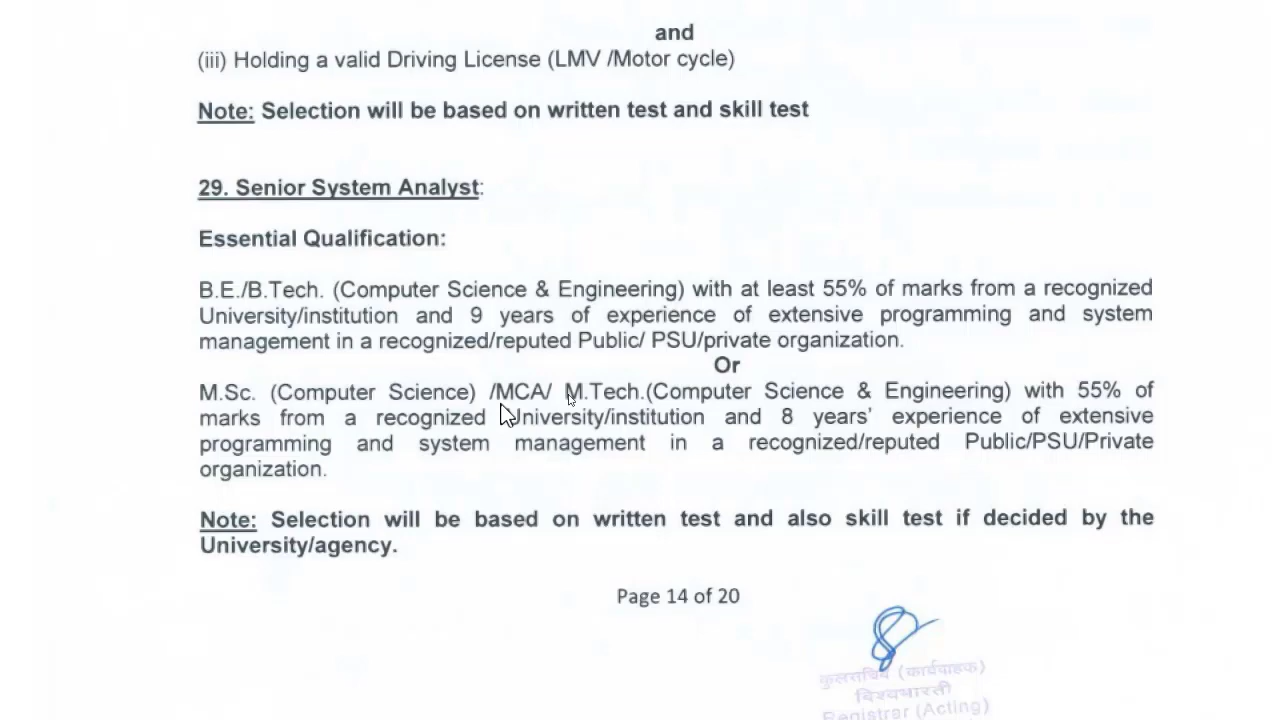 and
(iii) Holding a valid Driving License (LMV /Motor cycle)
Note: Selection will be based on written test and skill test
29. Senior System Analyst:
Essential Qualification:
B.E./B.Tech. (Computer Science & Engineering) with at least 55% of marks from a recognized
University/institution and 9 years of experience of extensive programming and system
management in a recognized/reputed Public/ PSU/private organization.
Or
M.Sc. (Computer Science) /MCA/ M.Tech.(Computer Science & Engineering) with 55% of
marks from a recognized University/institution and 8 years' experience of extensive
programming and system management in a recognized/reputed Public/PSU/Private
organization.
Note: Selection will be based on written test and also skill test if decided by the
University/agency.
Page 14 of 20
कुलसचिव (कार्यवाहक)
विश्वभारती
Registrar (Acting)